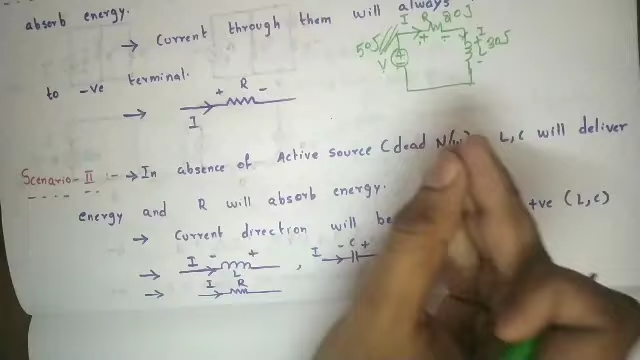 absorb energy.
→ Current through them will always
to -ve terminal.
→ + R -
I
50J I R 20J
+ - I
V + 30J -
Scenario-II :- → In absence of Active source (dead N/w) L, C will deliver
energy and R will absorb energy.
→ Current direction will be +ve (L, C)
→ I - + L , I - C +
→ I R